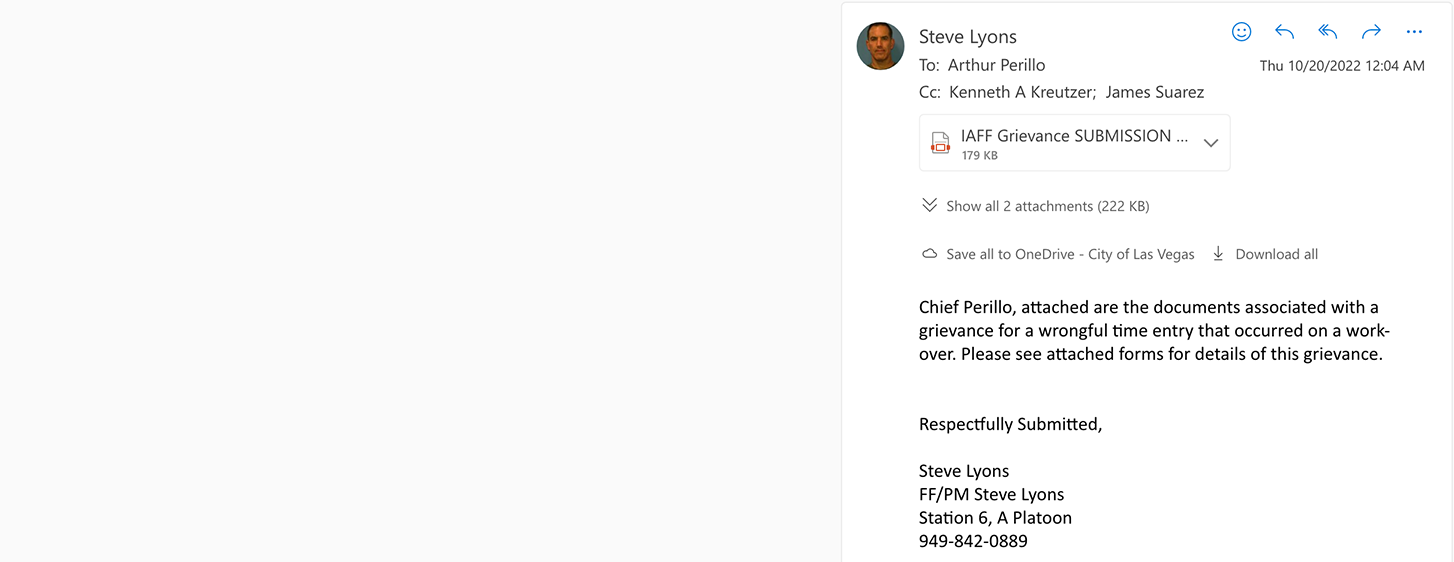 Steve Lyons
To: Arthur Perillo
Thu 10/20/2022 12:04 AM
Cc: Kenneth A Kreutzer; James Suarez
IAFF Grievance SUBMISSION ...
179 KB
Show all 2 attachments (222 KB)
Save all to OneDrive - City of Las Vegas
Download all
Chief Perillo, attached are the documents associated with a
grievance for a wrongful time entry that occurred on a work-
over. Please see attached forms for details of this grievance.
Respectfully Submitted,
Steve Lyons
FF/PM Steve Lyons
Station 6, A Platoon
949-842-0889